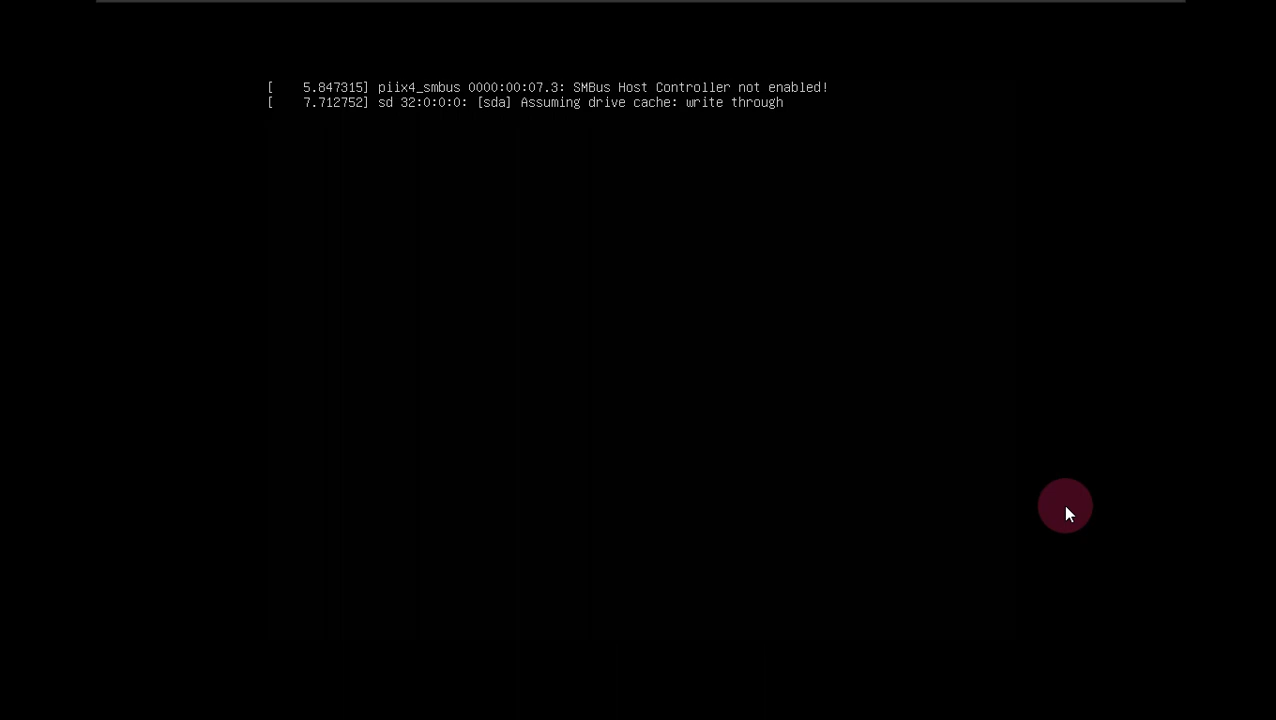 [    5.847315] piix4_smbus 0000:00:07.3: SMBus Host Controller not enabled!
[    7.712752] sd 32:0:0:0: [sda] Assuming drive cache: write through